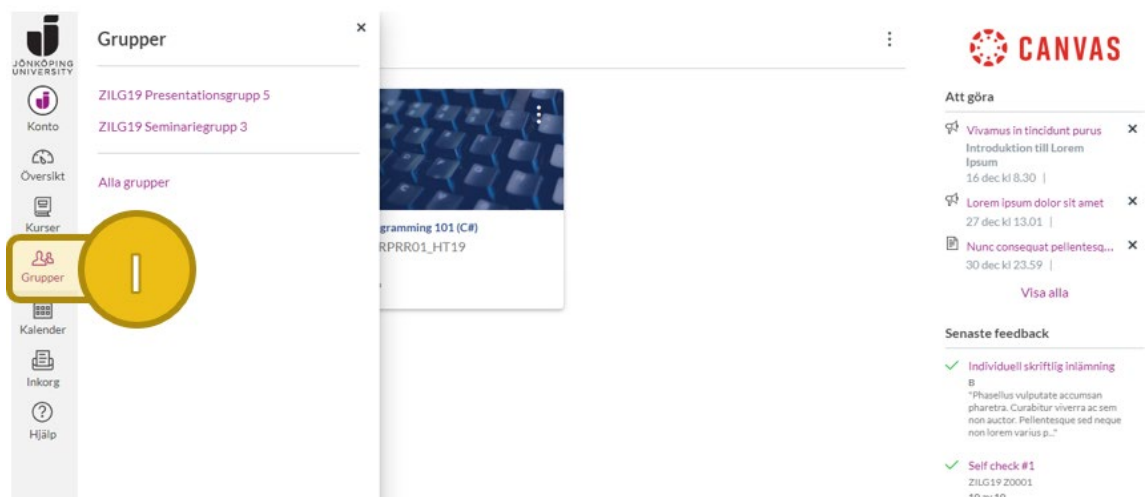 JÖNKÖPING
UNIVERSITY
Konto
Översikt
Kurser
Grupper
Kalender
Inkorg
Hjälp
I
Grupper
ZILG19 Presentationsgrupp 5
ZILG19 Seminariegrupp 3
Alla grupper
gramming 101 (C#)
RPRR01_HT19
CANVAS
Att göra
Vivamus in tincidunt purus
Introduktion till Lorem
Ipsum
16 dec kl 8.30 |
Lorem ipsum dolor sit amet
27 dec kl 13.01 |
Nunc consequat pellentesq...
30 dec kl 23.59 |
Visa alla
Senaste feedback
Individuell skriftlig inlämning
B
"Phasellus vulputate accumsan
pharetra. Curabitur viverra ac sem
non auctor. Pellentesque sed neque
non lorem varius p..."
Self check #1
ZILG19 Z0001
10 av 10